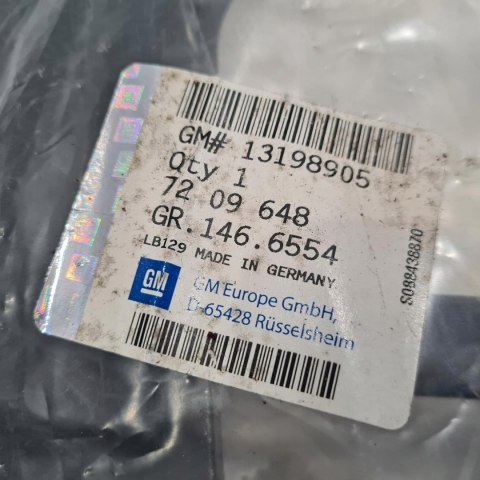 GM# 13198905
Qty 1
72 09 648
GR.146.6554
LB129 MADE IN GERMANY
GM
GM Europe GmbH,
D-65428 Rüsselsheim
S088438870